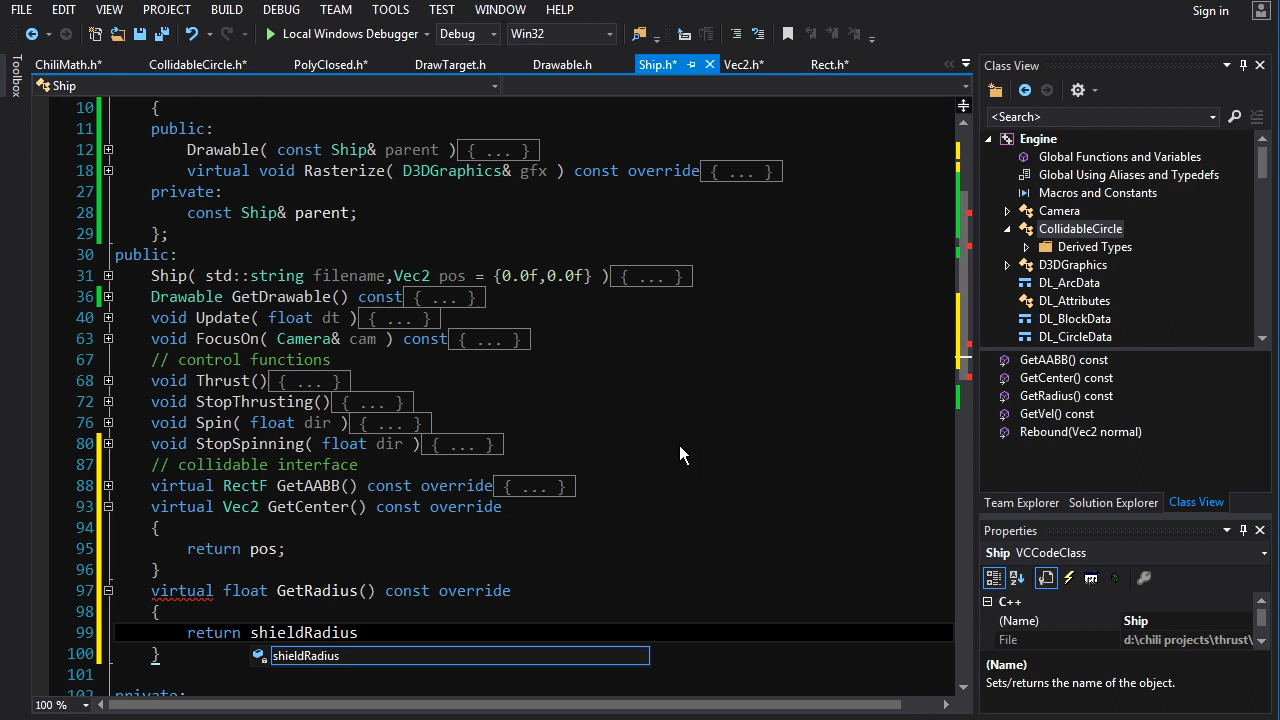 FILE EDIT VIEW PROJECT BUILD DEBUG TEAM TOOLS TEST WINDOW HELP Sign in
Local Windows Debugger Debug Win32
Toolbox
ChiliMath.h* CollidableCircle.h* PolyClosed.h* DrawTarget.h Drawable.h Ship.h* Vec2.h* Rect.h*
Ship
10 {
11 public:
12 Drawable( const Ship& parent ){ ... }
18 virtual void Rasterize( D3DGraphics& gfx ) const override{ ... }
27 private:
28 const Ship& parent;
29 };
30 public:
31 Ship( std::string filename,Vec2 pos = {0.0f,0.0f} ){ ... }
36 Drawable GetDrawable() const{ ... }
40 void Update( float dt ){ ... }
63 void FocusOn( Camera& cam ) const{ ... }
67 // control functions
68 void Thrust(){ ... }
72 void StopThrusting(){ ... }
76 void Spin( float dir ){ ... }
80 void StopSpinning( float dir ){ ... }
87 // collidable interface
88 virtual RectF GetAABB() const override{ ... }
93 virtual Vec2 GetCenter() const override
94 {
95 return pos;
96 }
97 virtual float GetRadius() const override
98 {
99 return shieldRadius
100 }
shieldRadius
101
102 private:
100 %
Class View
<Search>
Engine
Global Functions and Variables
Global Using Aliases and Typedefs
Macros and Constants
Camera
CollidableCircle
Derived Types
D3DGraphics
DL_ArcData
DL_Attributes
DL_BlockData
DL_CircleData
GetAABB() const
GetCenter() const
GetRadius() const
GetVel() const
Rebound(Vec2 normal)
Team Explorer Solution Explorer Class View
Properties
Ship VCCodeClass
C++
(Name) Ship
File d:\chili projects\thrust\
(Name)
Sets/returns the name of the object.